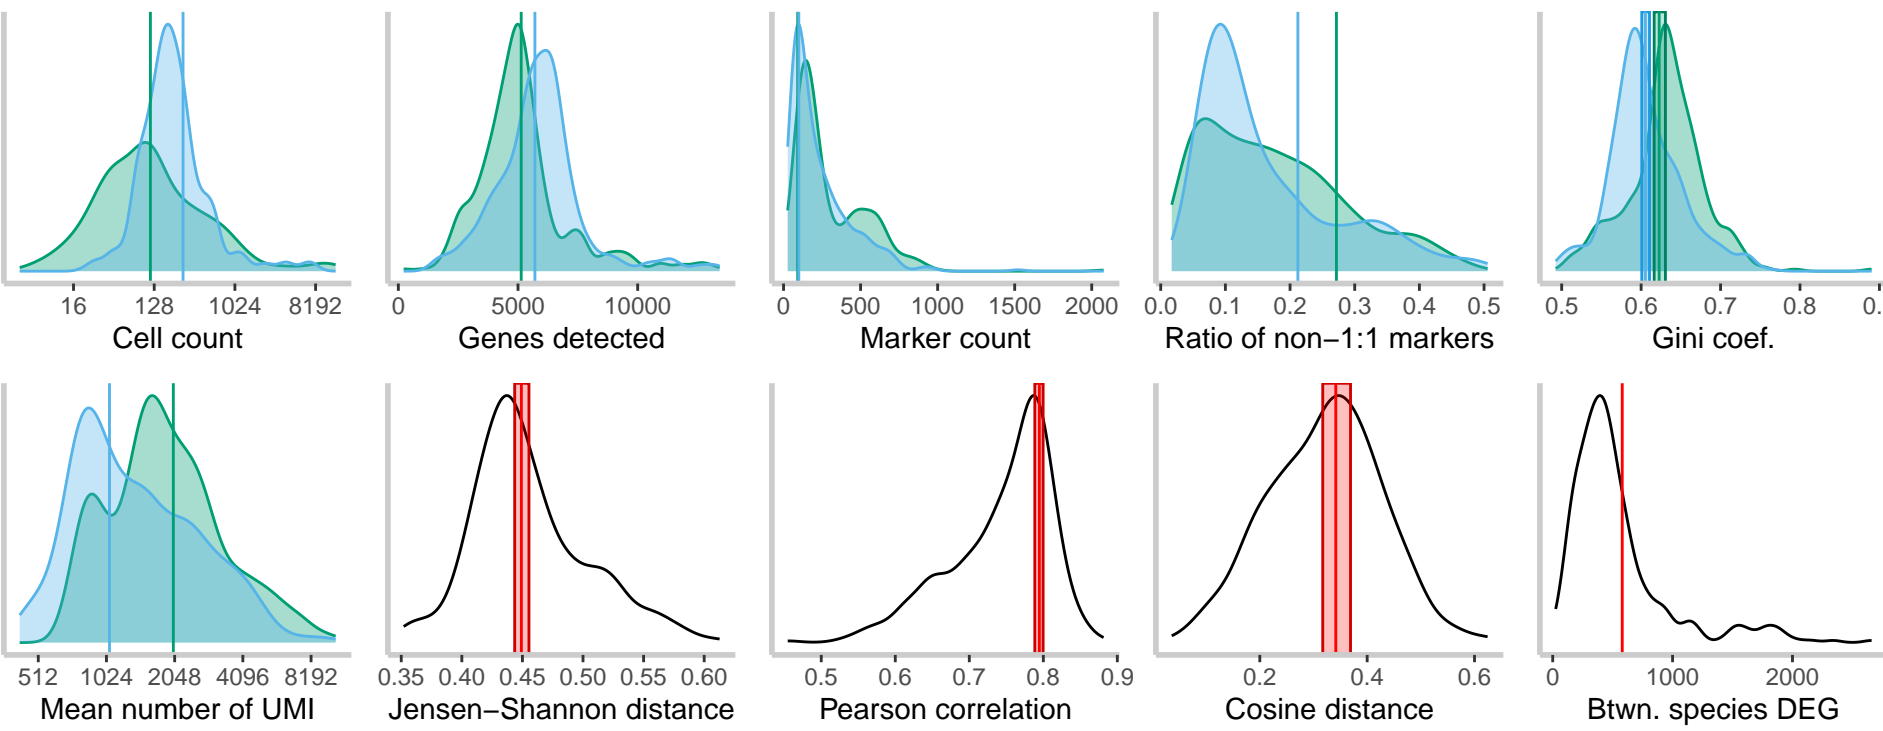 16 128 1024 8192
Cell count
0 5000 10000
Genes detected
0 500 1000 1500 2000
Marker count
0.0 0.1 0.2 0.3 0.4 0.5
Ratio of non−1:1 markers
0.5 0.6 0.7 0.8 0.
Gini coef.
512 1024 2048 4096 8192
Mean number of UMI
0.35 0.40 0.45 0.50 0.55 0.60
Jensen−Shannon distance
0.5 0.6 0.7 0.8 0.9
Pearson correlation
0.2 0.4 0.6
Cosine distance
0 1000 2000
Btwn. species DEG